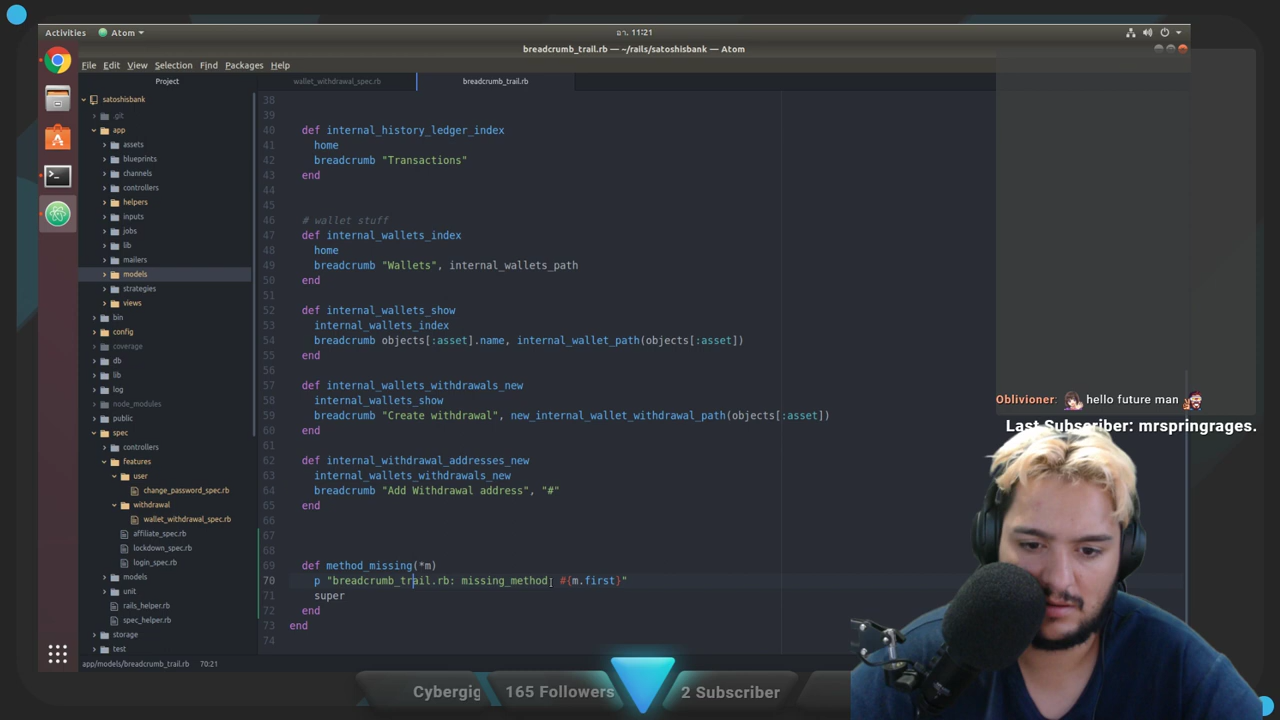 Activities Atom อา. 11:21
breadcrumb_trail.rb — ~/rails/satoshisbank — Atom
File Edit View Selection Find Packages Help
Project
wallet_withdrawal_spec.rb
breadcrumb_trail.rb
satoshisbank
.git
app
assets
blueprints
channels
controllers
helpers
inputs
jobs
lib
mailers
models
strategies
views
bin
config
coverage
db
lib
log
node_modules
public
spec
controllers
features
user
change_password_spec.rb
withdrawal
wallet_withdrawal_spec.rb
affiliate_spec.rb
lockdown_spec.rb
login_spec.rb
models
unit
rails_helper.rb
spec_helper.rb
storage
test
38
39
40 def internal_history_ledger_index
41 home
42 breadcrumb "Transactions"
43 end
44
45
46 # wallet stuff
47 def internal_wallets_index
48 home
49 breadcrumb "Wallets", internal_wallets_path
50 end
51
52 def internal_wallets_show
53 internal_wallets_index
54 breadcrumb objects[:asset].name, internal_wallet_path(objects[:asset])
55 end
56
57 def internal_wallets_withdrawals_new
58 internal_wallets_show
59 breadcrumb "Create withdrawal", new_internal_wallet_withdrawal_path(objects[:asset])
60 end
61
62 def internal_withdrawal_addresses_new
63 internal_wallets_withdrawals_new
64 breadcrumb "Add Withdrawal address", "#"
65 end
66
67
68
69 def method_missing(*m)
70 p "breadcrumb_trail.rb: missing_method: #{m.first}"
71 super
72 end
73 end
74
app/models/breadcrumb_trail.rb 70:21
Oblivioner: hello future man
Last Subscriber: mrspringrages.
Cybergig
165 Followers
2 Subscriber